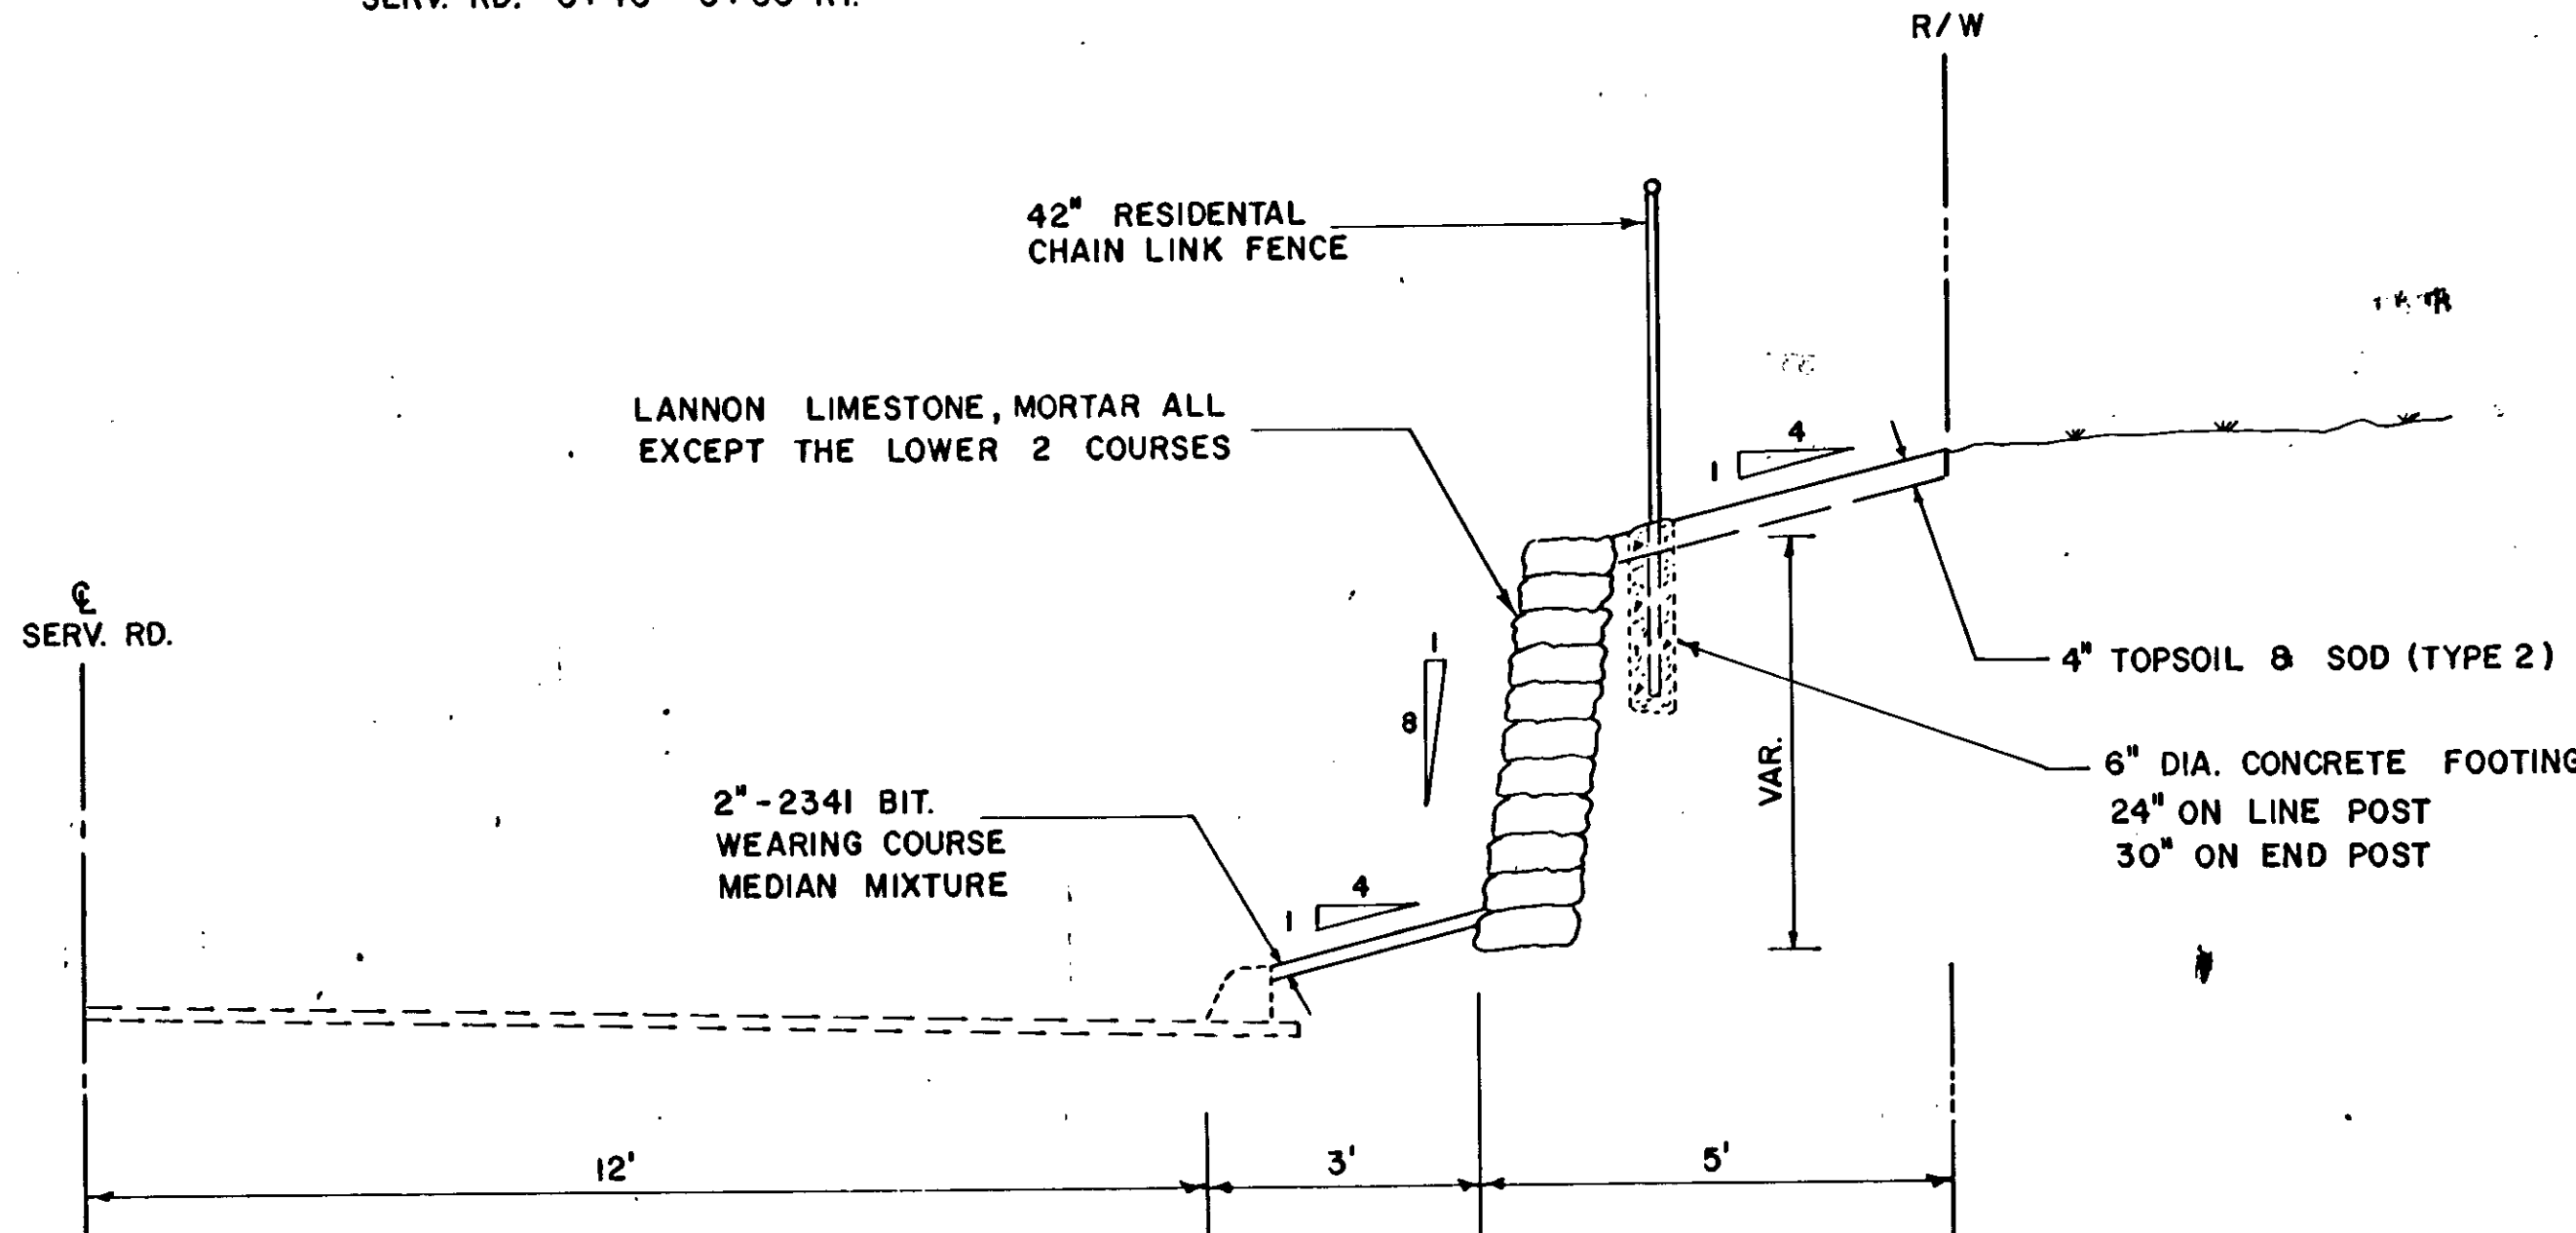 SERV. RD.
R/W
42" RESIDENTAL
CHAIN LINK FENCE
LANNON LIMESTONE, MORTAR ALL
EXCEPT THE LOWER 2 COURSES
4
1
℄
SERV. RD.
1
8
4" TOPSOIL & SOD (TYPE 2)
VAR.
6" DIA. CONCRETE FOOTING
24" ON LINE POST
30" ON END POST
2"-2341 BIT.
WEARING COURSE
MEDIAN MIXTURE
4
1
12'
3'
5'